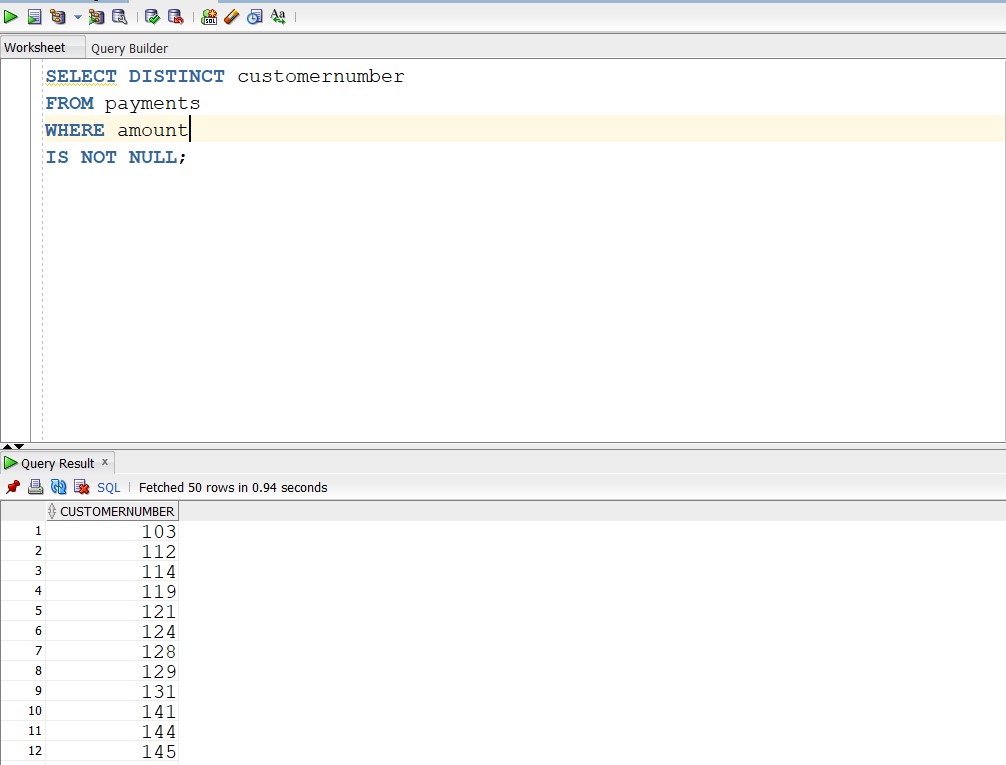 Worksheet Query Builder
SELECT DISTINCT customernumber
FROM payments
WHERE amount
IS NOT NULL;
Query Result x
SQL Fetched 50 rows in 0.94 seconds
CUSTOMERNUMBER
1 103
2 112
3 114
4 119
5 121
6 124
7 128
8 129
9 131
10 141
11 144
12 145